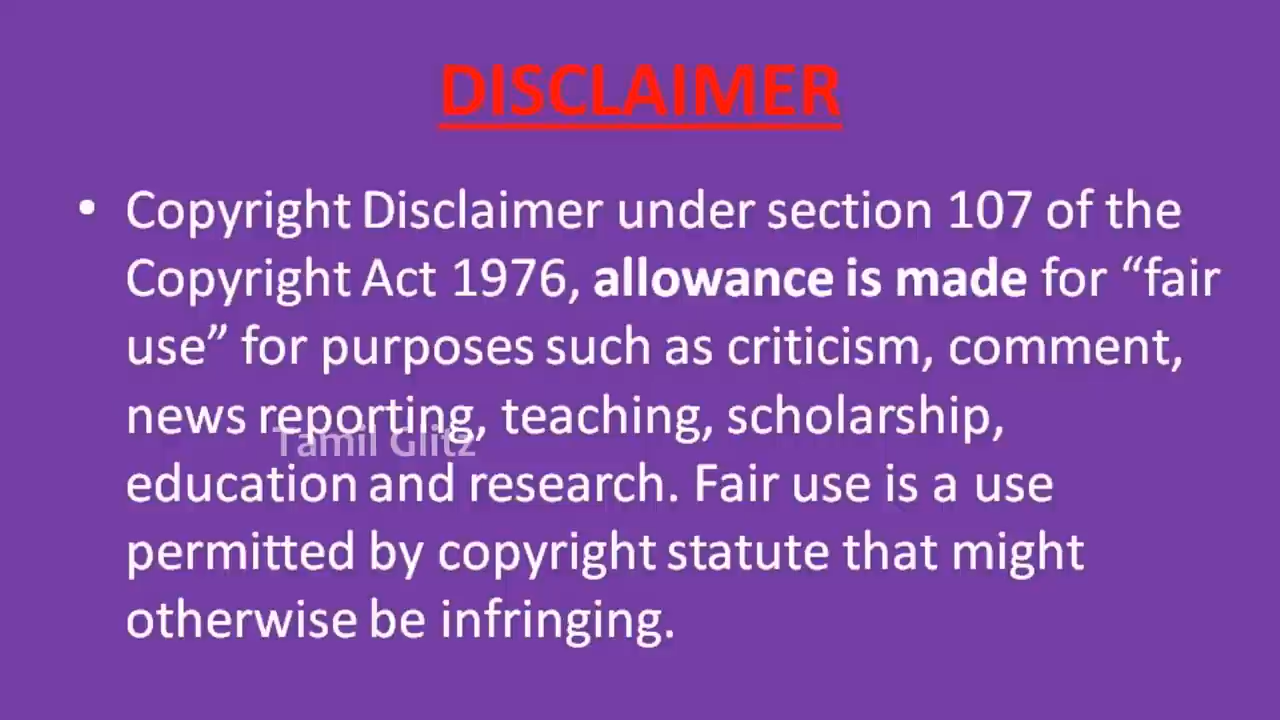 DISCLAIMER
• Copyright Disclaimer under section 107 of the
Copyright Act 1976, allowance is made for “fair
use” for purposes such as criticism, comment,
news reporting, teaching, scholarship,
Tamil Glitz
education and research. Fair use is a use
permitted by copyright statute that might
otherwise be infringing.